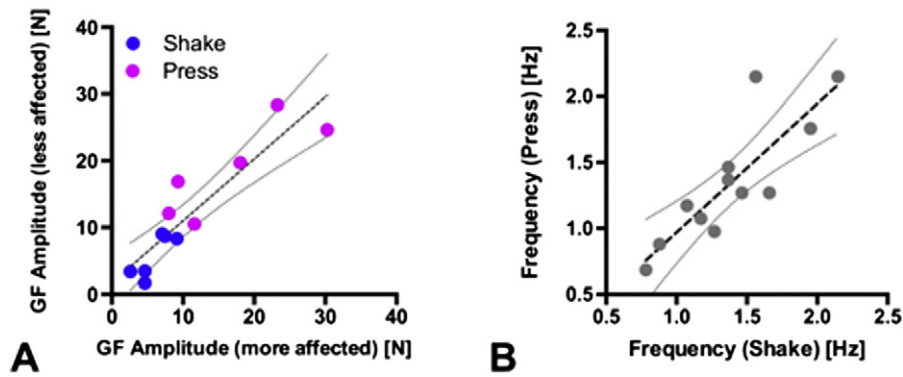 GF Amplitude (less affected) [N]
40
30
20
10
0
Shake
Press
0 10 20 30 40
GF Amplitude (more affected) [N]
A
Frequency (Press) [Hz]
2.5
2.0
1.5
1.0
0.5
0.5 1.0 1.5 2.0 2.5
Frequency (Shake) [Hz]
B